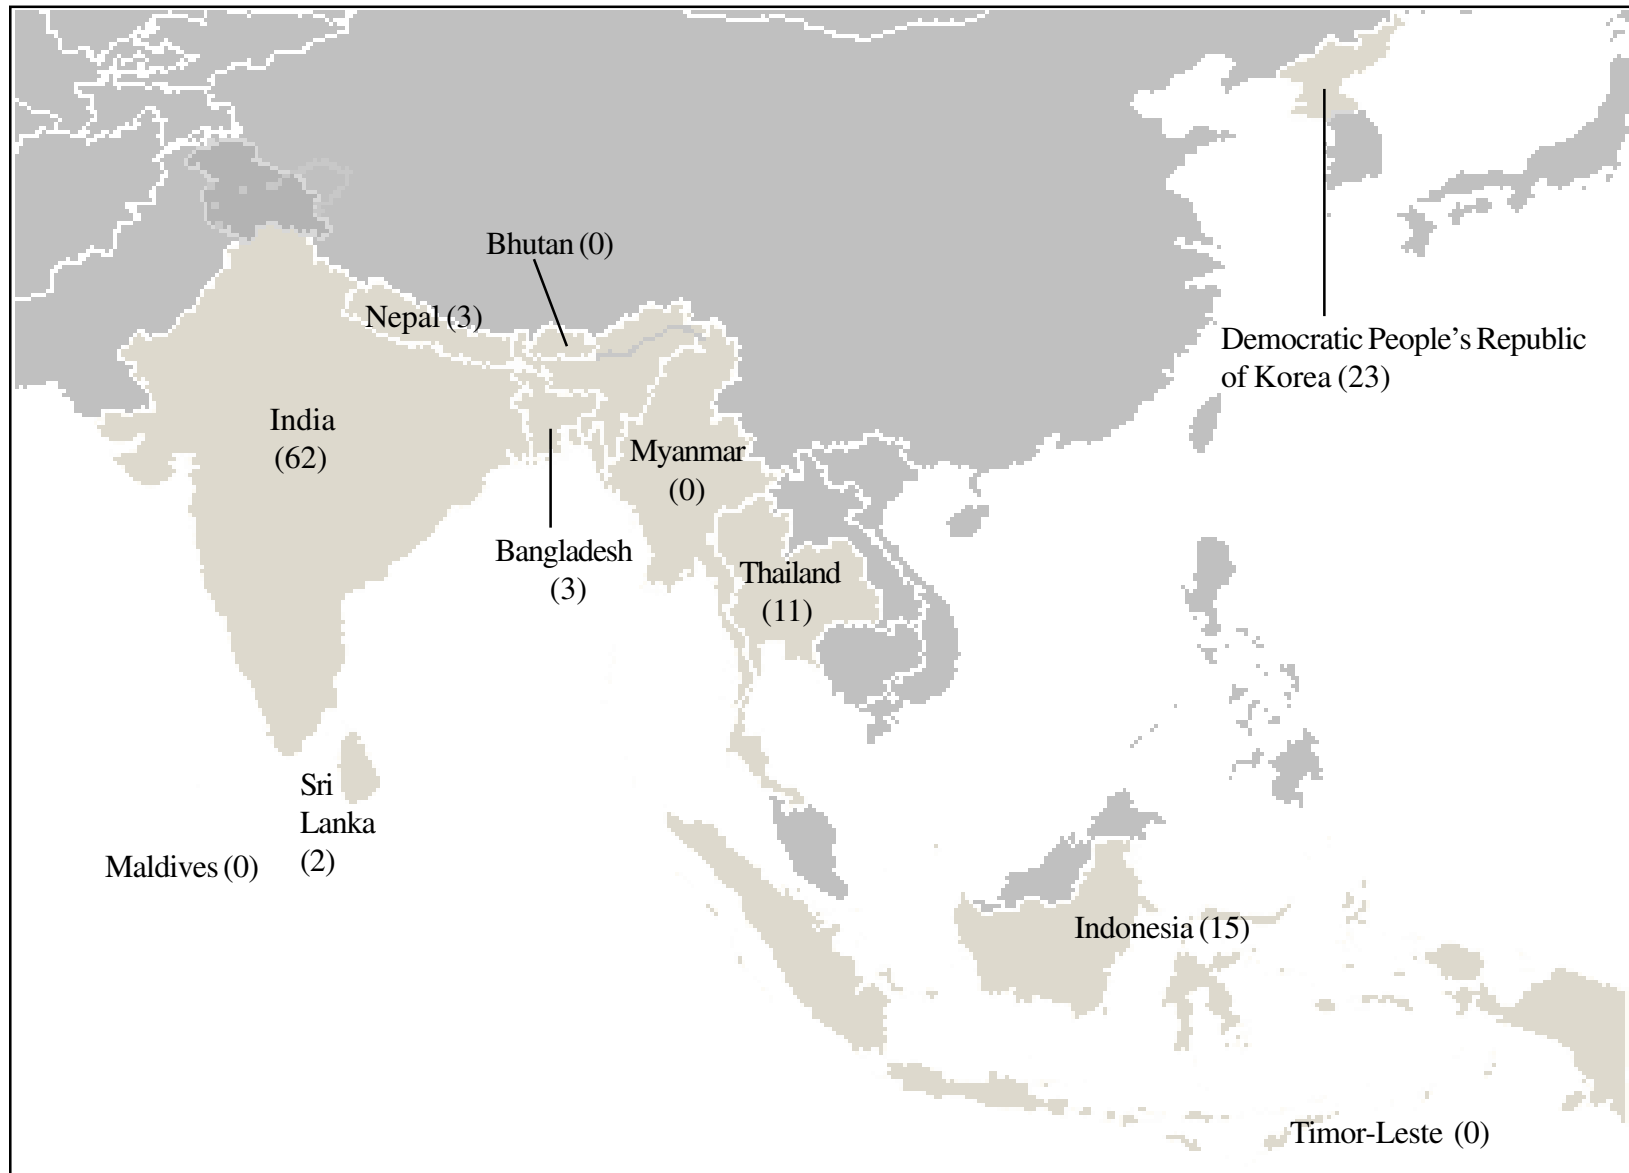 Bhutan (0)
Nepal (3)
Democratic People's Republic
of Korea (23)
India
(62)
Myanmar
(0)
Bangladesh
(3)
Thailand
(11)
Sri
Lanka
(2)
Maldives (0)
Indonesia (15)
Timor-Leste (0)